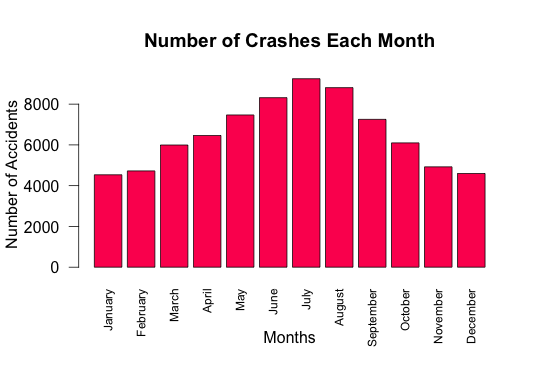 Number of Crashes Each Month
Number of Accidents
8000
6000
4000
2000
0
January
February
March
April
May
June
July
August
September
October
November
December
Months